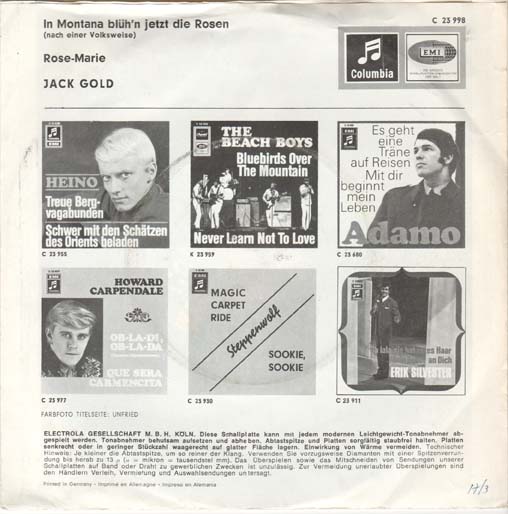 In Montana blüh'n jetzt die Rosen
(nach einer Volksweise)
Rose-Marie
JACK GOLD
C 23 998
Columbia
EMI
HEINO
Treue Berg-
vagabunden
Schwer mit den Schätzen
des Orients beladen
C 23 955
THE
BEACH BOYS
Bluebirds Over
The Mountain
Never Learn Not To Love
K 23 959
Es geht
eine
Träne
auf Reisen
Mit dir
beginnt
mein
Leben
Adamo
C 23 680
HOWARD
CARPENDALE
OB-LA-DI,
OB-LA-DA
QUE SERA
CARMENCITA
C 23 977
MAGIC
CARPET
RIDE
Steppenwolf
SOOKIE,
SOOKIE
C 23 930
ERIK SILVESTER
C 23 911
FARBFOTO TITELSEITE: UNFRIED
ELECTROLA GESELLSCHAFT M. B. H. KÖLN. Diese Schallplatte kann mit jedem modernen Leichtgewicht-Tonabnehmer ab-
gespielt werden. Tonabnehmer behutsam aufsetzen und abheben. Abtastspitze und Platten sorgfältig staubfrei halten. Platten
senkrecht oder in geringer Stückzahl waagerecht auf glatter Fläche lagern. Einwirkung von Wärme vermeiden. Technischer
Hinweis: Je kleiner die Abtastspitze, um so reiner der Klang. Verwenden Sie vorzugsweise Diamanten mit einer Spitzenverrun-
dung bis herab zu 13 µ (µ = mikron = tausendstel mm). Das Überspielen sowie das Mitschneiden von Sendungen unserer
Schallplatten auf Band oder Draht zu gewerblichen Zwecken ist unzulässig. Zur Vermeidung unerlaubter Überspielungen sind
den Händlern Verleih, Vermietung und Auswahlsendungen untersagt.
Printed in Germany - Imprimé en Allemagne - Impreso en Alemania
17/3